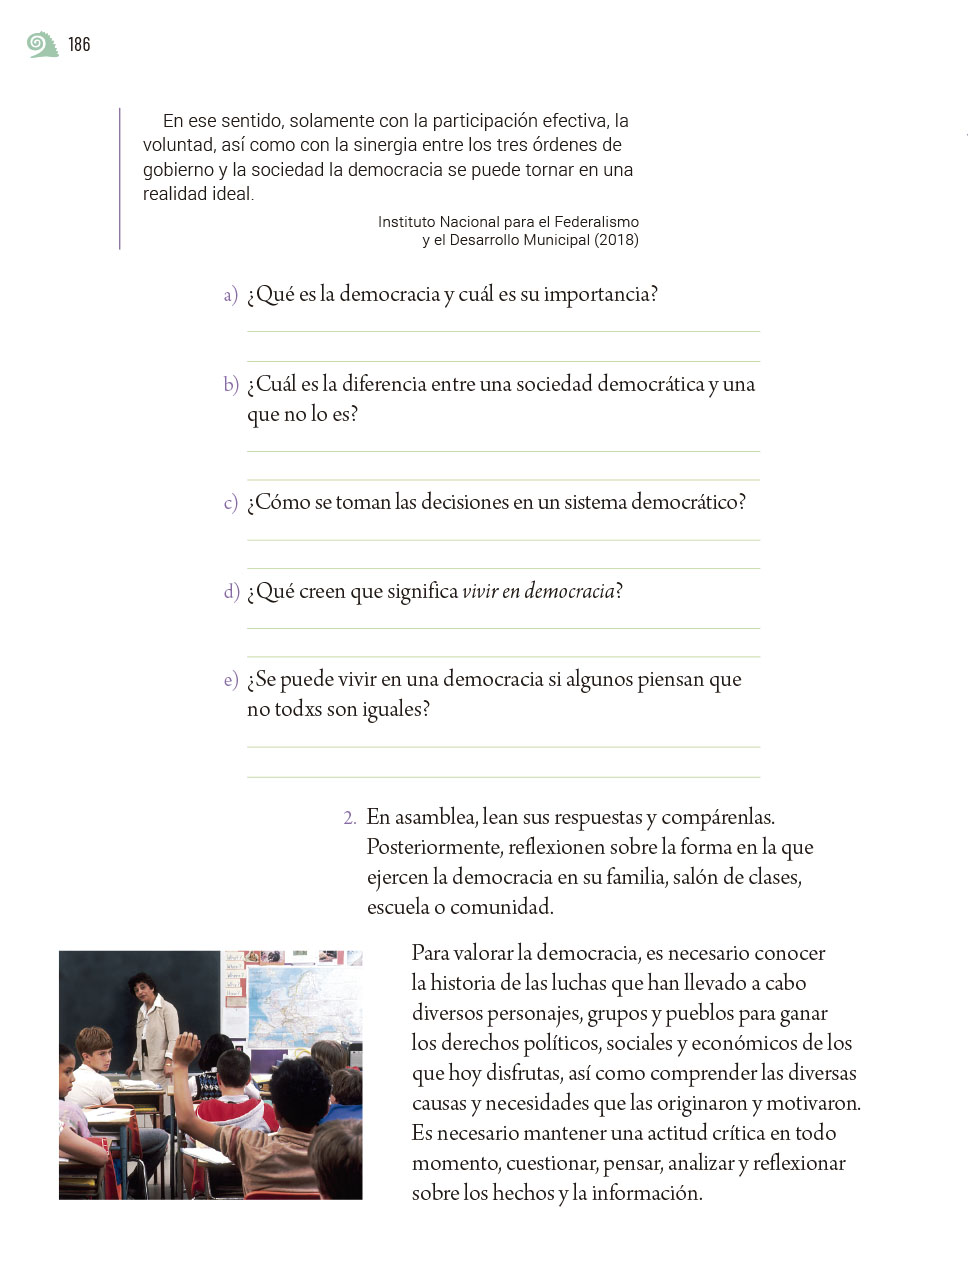 186
En ese sentido, solamente con la participación efectiva, la
voluntad, así como con la sinergia entre los tres órdenes de
gobierno y la sociedad la democracia se puede tornar en una
realidad ideal.
Instituto Nacional para el Federalismo
y el Desarrollo Municipal (2018)
a) ¿Qué es la democracia y cuál es su importancia?
b) ¿Cuál es la diferencia entre una sociedad democrática y una
que no lo es?
c) ¿Cómo se toman las decisiones en un sistema democrático?
d) ¿Qué creen que significa vivir en democracia?
e) ¿Se puede vivir en una democracia si algunos piensan que
no todxs son iguales?
2. En asamblea, lean sus respuestas y compárenlas.
Posteriormente, reflexionen sobre la forma en la que
ejercen la democracia en su familia, salón de clases,
escuela o comunidad.
Para valorar la democracia, es necesario conocer
la historia de las luchas que han llevado a cabo
diversos personajes, grupos y pueblos para ganar
los derechos políticos, sociales y económicos de los
que hoy disfrutas, así como comprender las diversas
causas y necesidades que las originaron y motivaron.
Es necesario mantener una actitud crítica en todo
momento, cuestionar, pensar, analizar y reflexionar
sobre los hechos y la información.